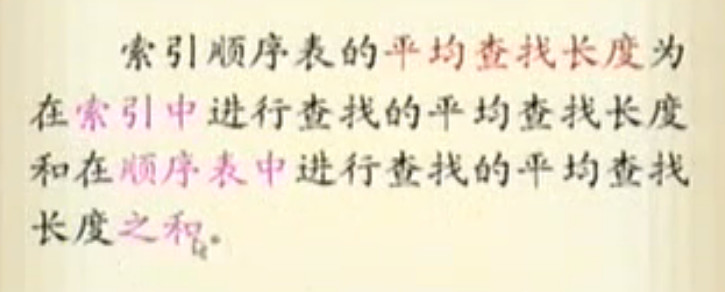 索引顺序表的平均查找长度为
在索引中进行查找的平均查找长度
和在顺序表中进行查找的平均查找
长度之和。